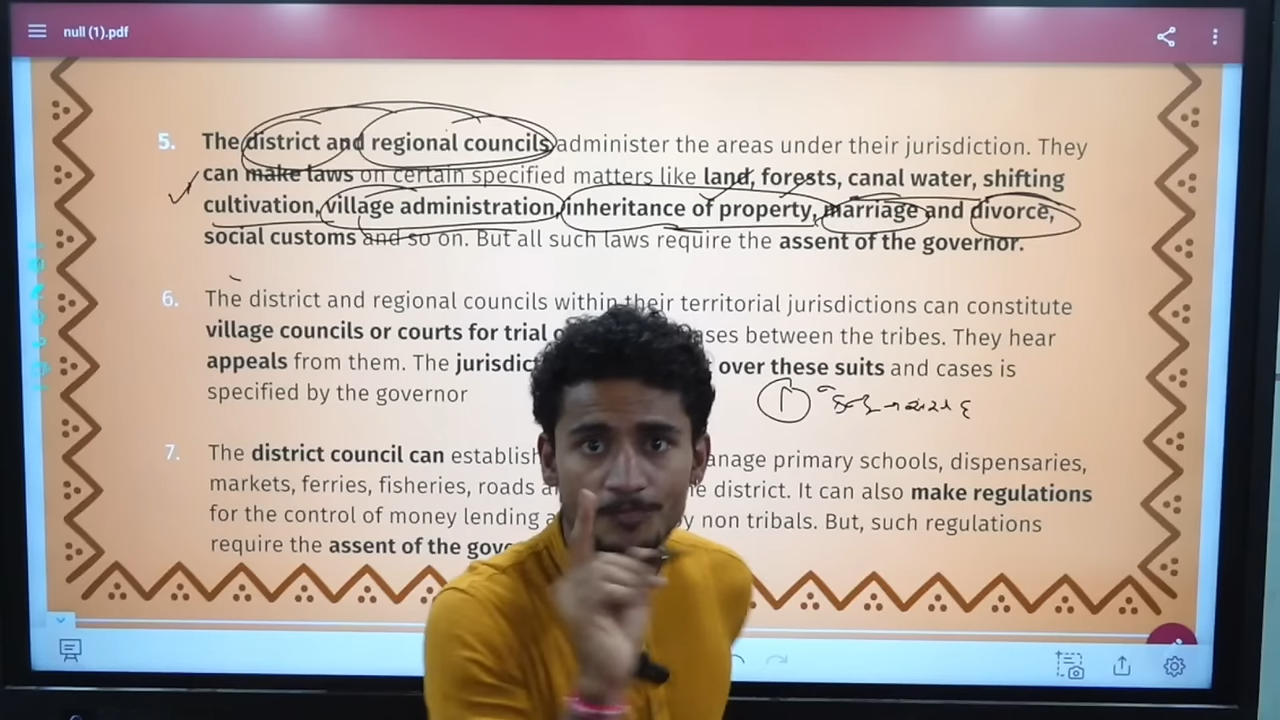 null (1).pdf
5. The district and regional councils administer the areas under their jurisdiction. They
can make laws on certain specified matters like land, forests, canal water, shifting
cultivation, village administration, inheritance of property, marriage and divorce,
social customs and so on. But all such laws require the assent of the governor.
6. The district and regional councils within their territorial jurisdictions can constitute
village councils or courts for trial between the tribes. They hear
appeals from them. The over these suits and cases is
specified by the governor
7. The district council can primary schools, dispensaries,
markets, ferries, fisheries, roads district. It can also make regulations
for the control of money lending non tribals. But, such regulations
require the assent of the